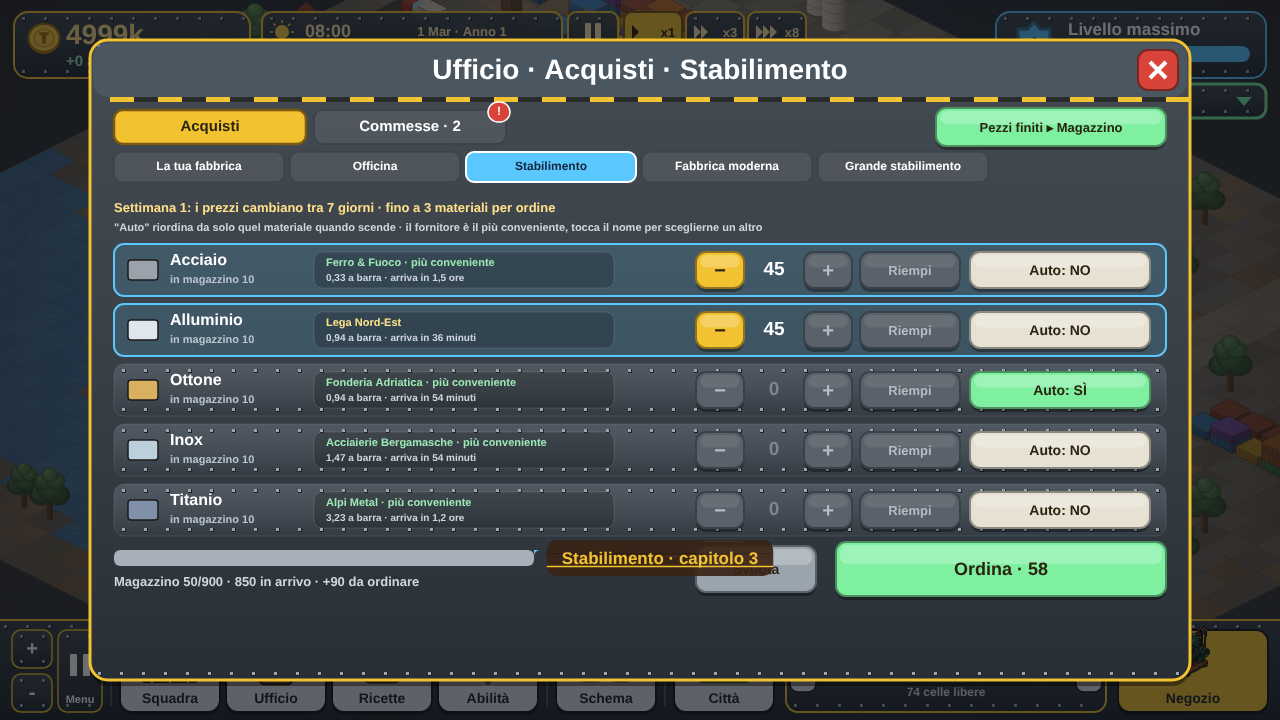 4999k
+0
08:00
1 Mar · Anno 1
x1
x3
x8
Livello massimo
Ufficio · Acquisti · Stabilimento
Acquisti
Commesse · 2
!
Pezzi finiti ▸ Magazzino
La tua fabbrica
Officina
Stabilimento
Fabbrica moderna
Grande stabilimento
Settimana 1: i prezzi cambiano tra 7 giorni · fino a 3 materiali per ordine
"Auto" riordina da solo quel materiale quando scende · il fornitore è il più conveniente, tocca il nome per sceglierne un altro
Acciaio
in magazzino 10
Ferro & Fuoco · più conveniente
0,33 a barra · arriva in 1,5 ore
−
45
+
Riempi
Auto: NO
Alluminio
in magazzino 10
Lega Nord-Est
0,94 a barra · arriva in 36 minuti
−
45
+
Riempi
Auto: NO
Ottone
in magazzino 10
Fonderia Adriatica · più conveniente
0,94 a barra · arriva in 54 minuti
−
0
+
Riempi
Auto: SÌ
Inox
in magazzino 10
Acciaierie Bergamasche · più conveniente
1,47 a barra · arriva in 54 minuti
−
0
+
Riempi
Auto: NO
Titanio
in magazzino 10
Alpi Metal · più conveniente
3,23 a barra · arriva in 1,2 ore
−
0
+
Riempi
Auto: NO
Stabilimento · capitolo 3
Ordina · 58
Magazzino 50/900 · 850 in arrivo · +90 da ordinare
+
-
Menu
Squadra
Ufficio
Ricette
Abilità
Schema
Città
74 celle libere
Negozio